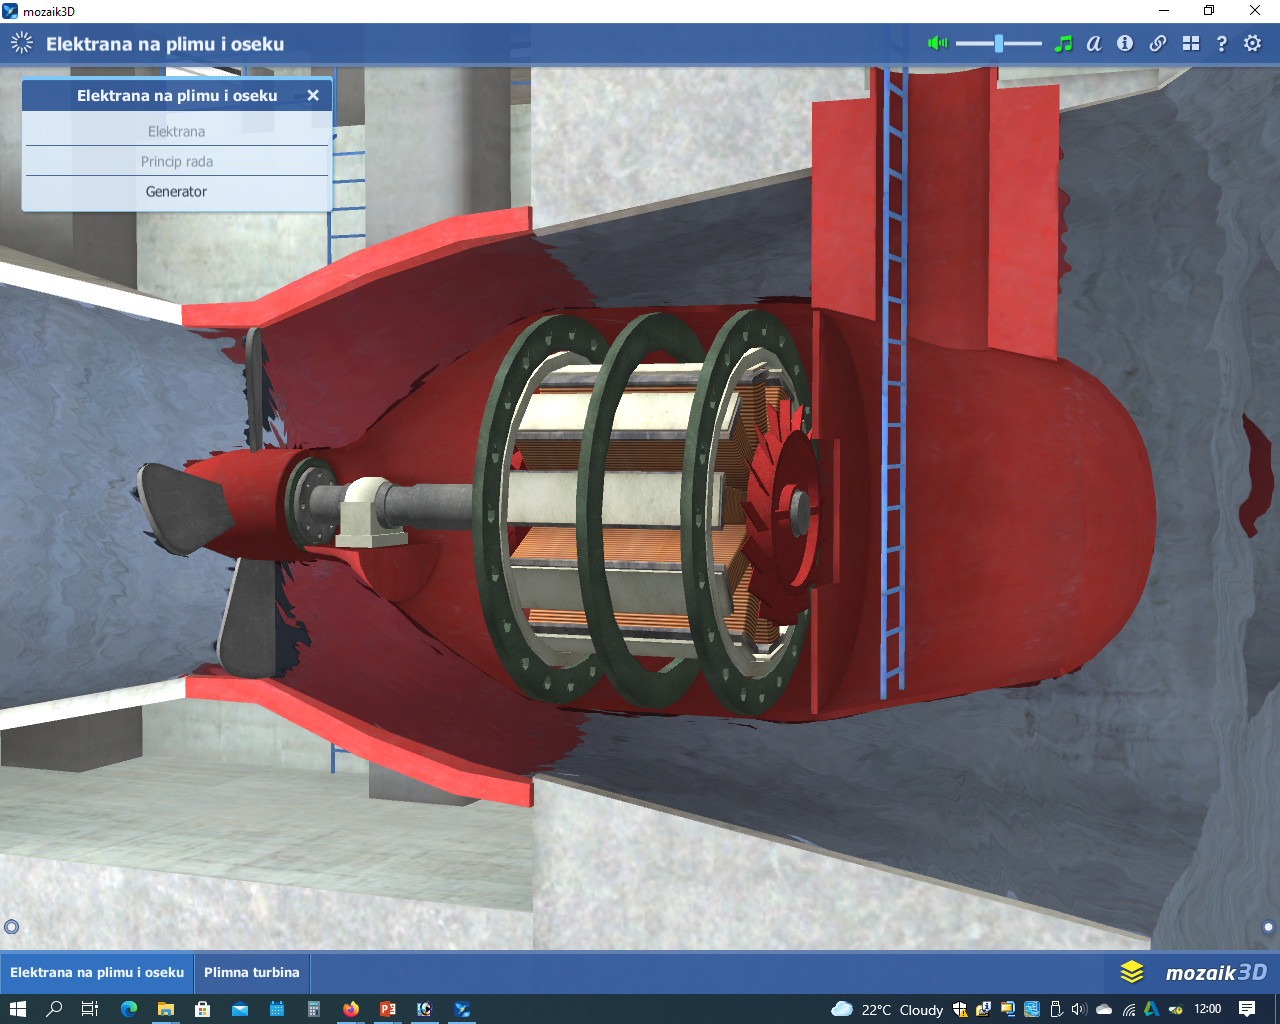 mozaik3D
Elektrana na plimu i oseku
Elektrana na plimu i oseku
Elektrana
Princip rada
Generator
Elektrana na plimu i oseku
Plimna turbina
mozaik3D
22°C Cloudy
12:00